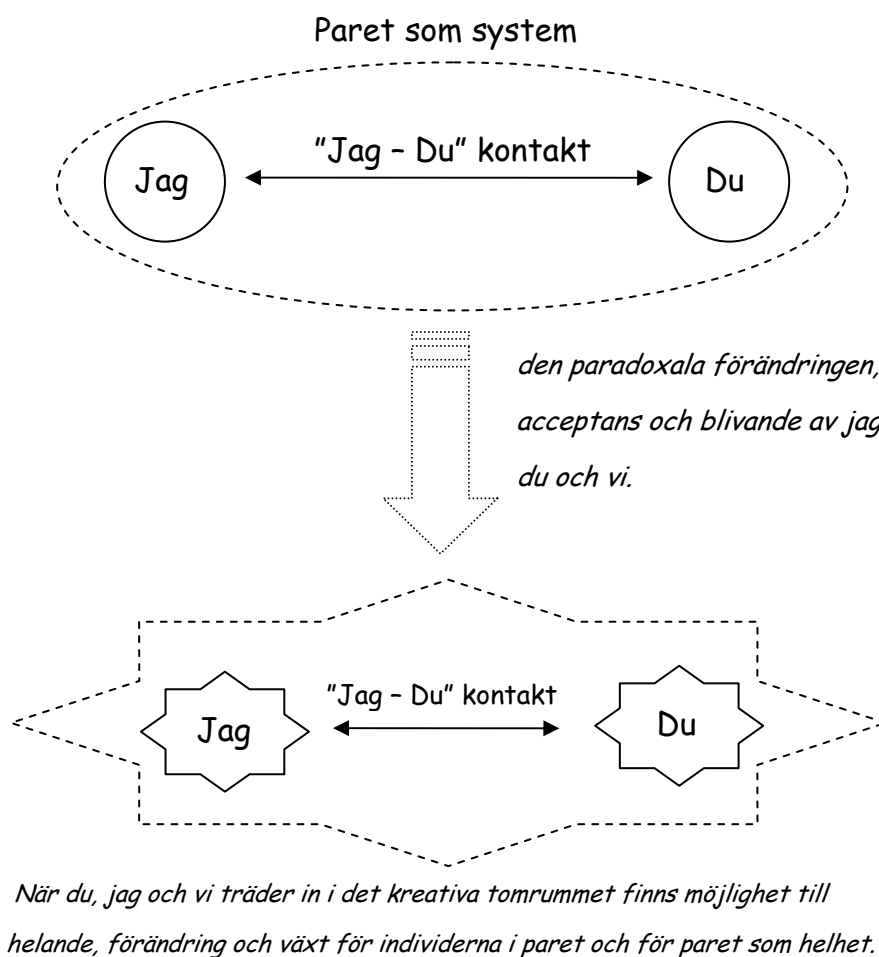 Paret som system
"Jag – Du" kontakt
Jag
Du
den paradoxala förändringen,
acceptans och blivande av jag
du och vi.
"Jag – Du" kontakt
Jag
Du
När du, jag och vi träder in i det kreativa tomrummet finns möjlighet till
helande, förändring och växt för individerna i paret och för paret som helhet.